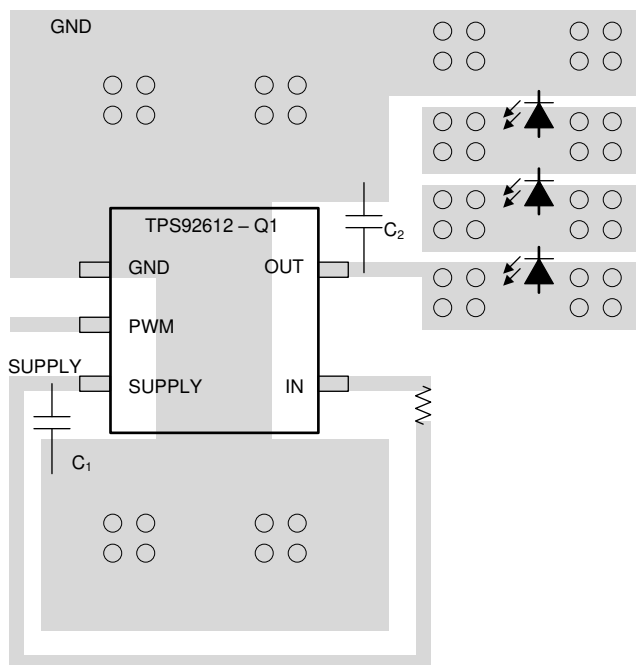 GND
TPS92612 – Q1
C₂
GND OUT
PWM
SUPPLY
SUPPLY IN
C₁